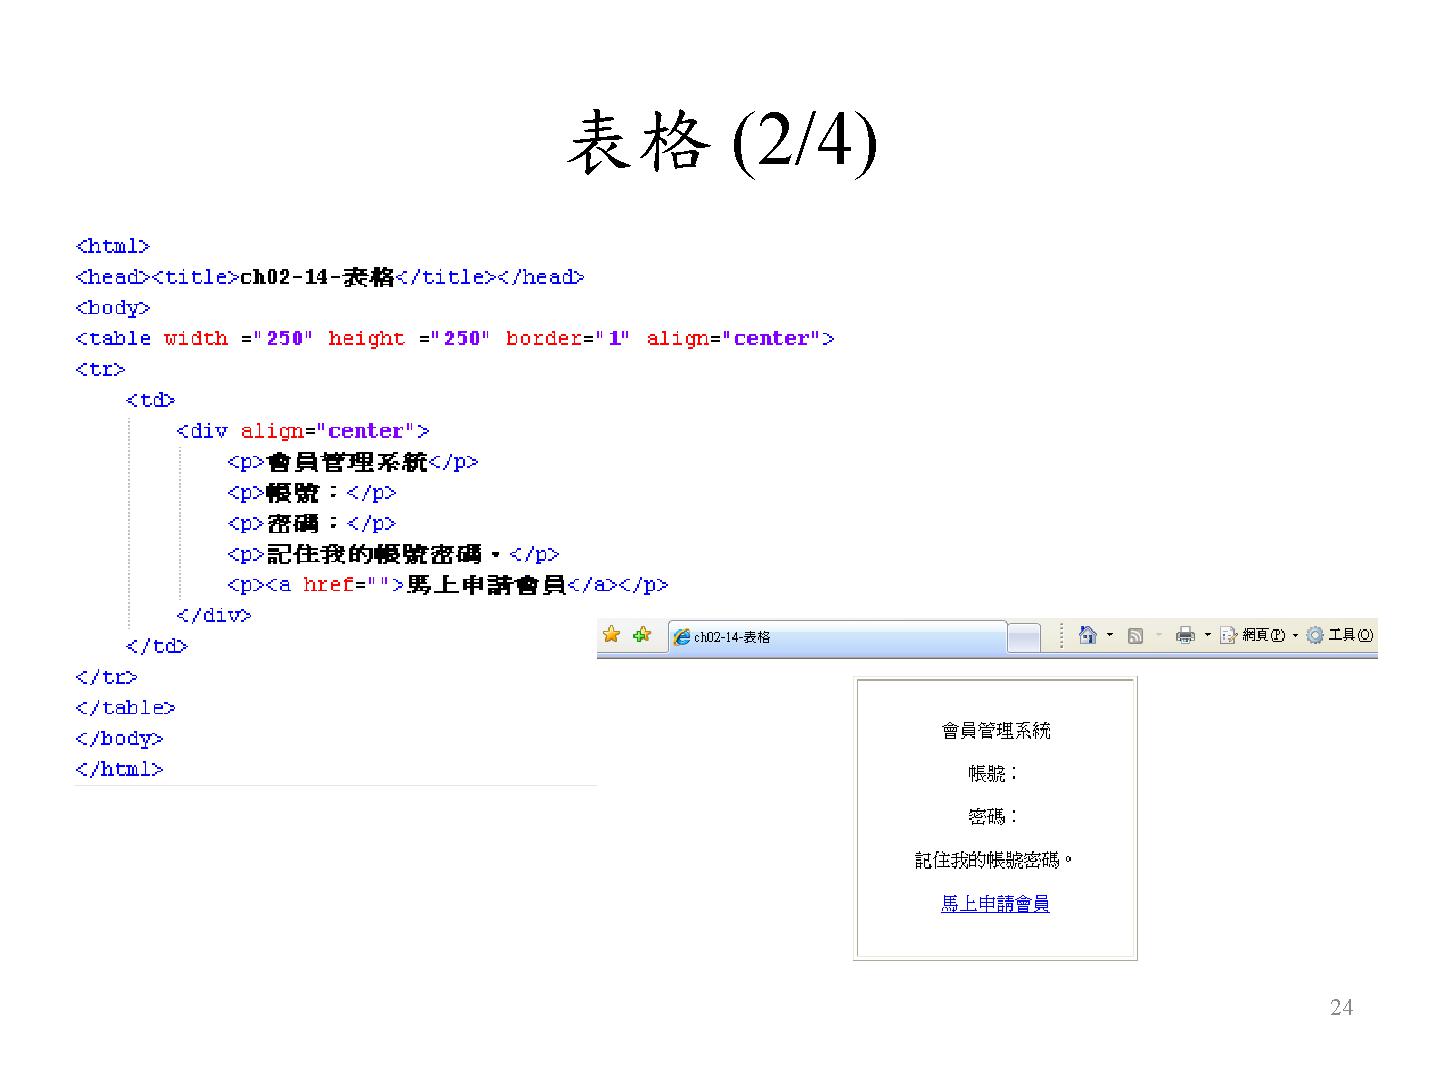 表格 (2/4)
<html>
<head><title>ch02-14-表格</title></head>
<body>
<table width ="250" height ="250" border="1" align="center">
<tr>
<td>
<div align="center">
<p>會員管理系統</p>
<p>帳號：</p>
<p>密碼：</p>
<p>記住我的帳號密碼。</p>
<p><a href="">馬上申請會員</a></p>
</div>
</td>
</tr>
</table>
</body>
</html>
ch02-14-表格 網頁(P) 工具(O)
會員管理系統
帳號：
密碼：
記住我的帳號密碼。
馬上申請會員
24